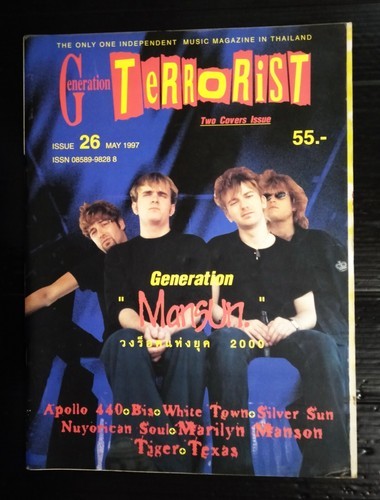 THE ONLY ONE INDEPENDENT MUSIC MAGAZINE IN THAILAND
Generation TERRORIST
Two Covers Issue
ISSUE 26 MAY 1997
55.-
ISSN 08589-9828 8
Generation
"Mansun."
วงร็อคแห่งยุค 2000
Apollo 440•Bis•White Town•Silver Sun
Nuyorican Soul•Marilyn Manson
Tiger•Texas